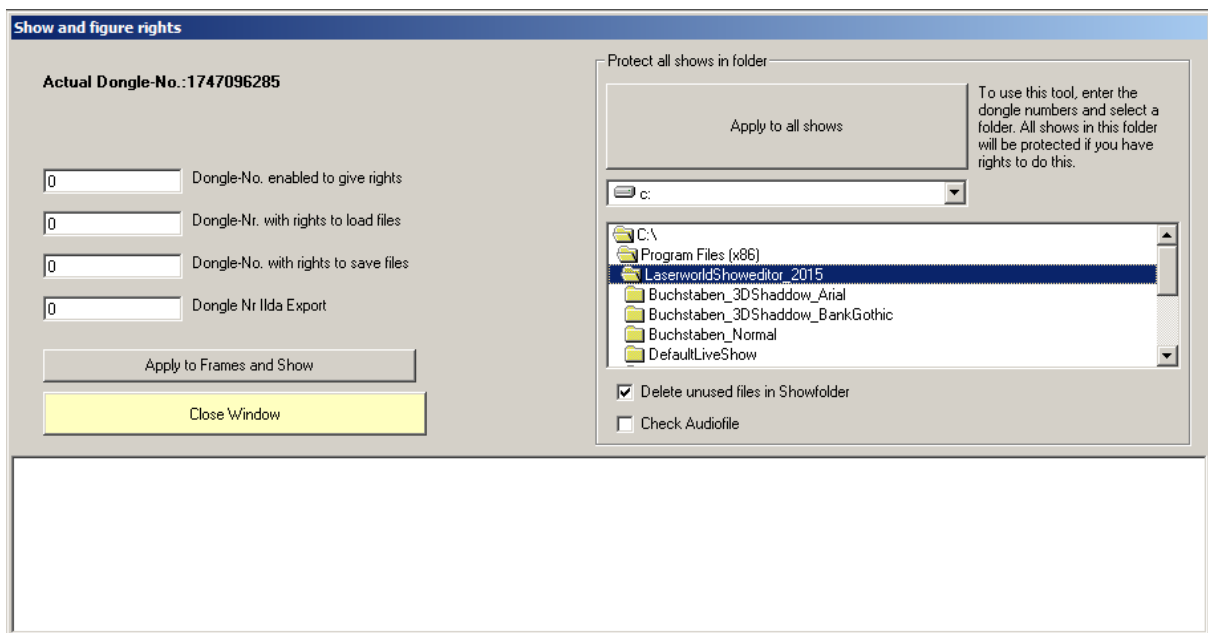 Show and figure rights
Actual Dongle-No.:1747096285
0 Dongle-No. enabled to give rights
0 Dongle-Nr. with rights to load files
0 Dongle-No. with rights to save files
0 Dongle Nr Ilda Export
Apply to Frames and Show
Close Window
Protect all shows in folder
Apply to all shows
To use this tool, enter the
dongle numbers and select a
folder. All shows in this folder
will be protected if you have
rights to do this.
c:
C:\
Program Files (x86)
LaserworldShoweditor_2015
Buchstaben_3DShaddow_Arial
Buchstaben_3DShaddow_BankGothic
Buchstaben_Normal
DefaultLiveShow
Delete unused files in Showfolder
Check Audiofile